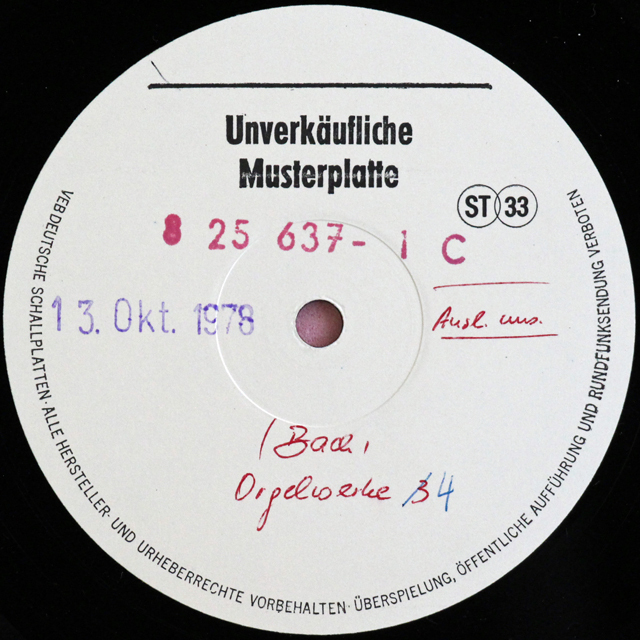 Unverkäufliche
Musterplatte
ST 33
8 25 637- 1 C
13. Okt. 1978
Ausl. uns.
(Bach)
Orgelwerke 4
VEB DEUTSCHE SCHALLPLATTEN · ALLE HERSTELLER- UND URHEBERRECHTE VORBEHALTEN · ÜBERSPIELUNG, ÖFFENTLICHE AUFFÜHRUNG UND RUNDFUNKSENDUNG VERBOTEN